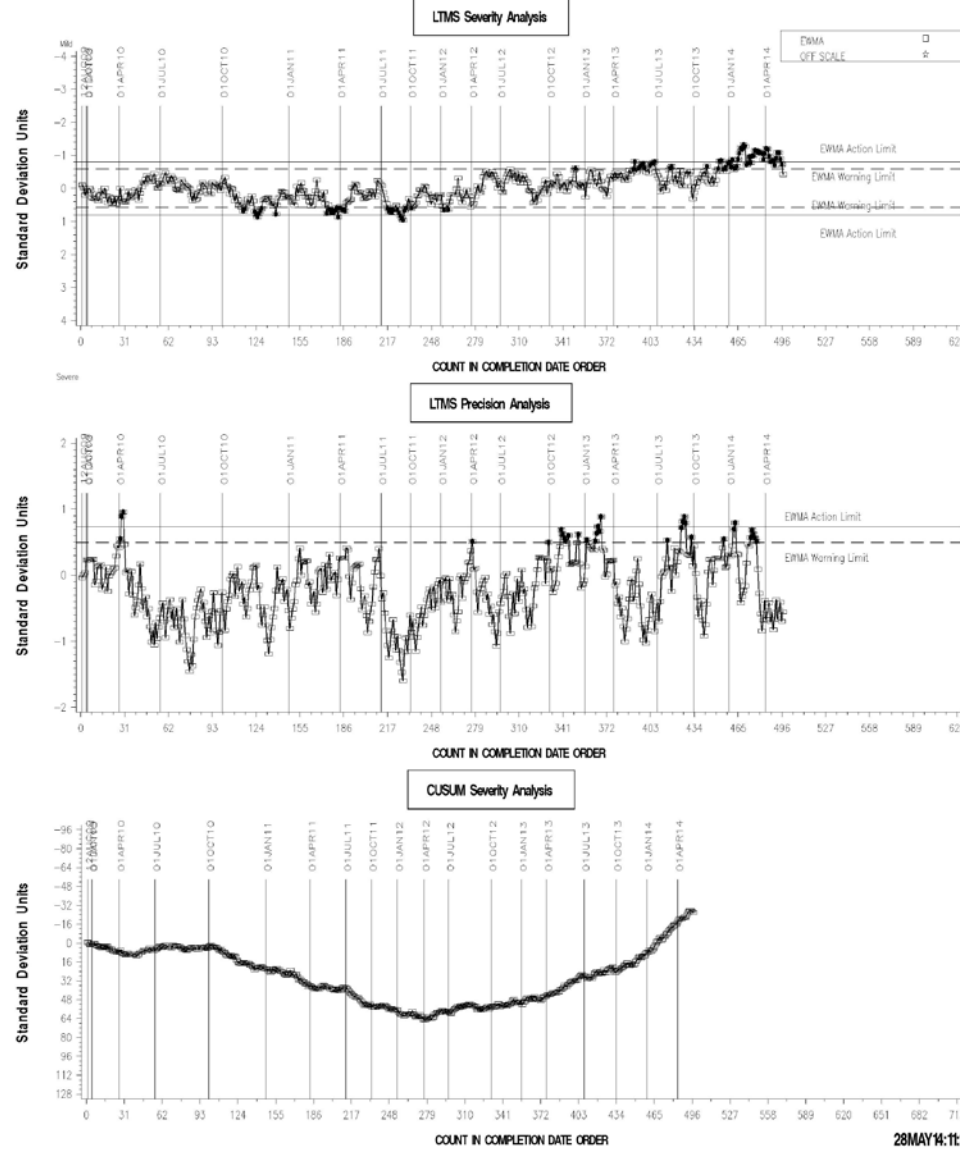 LTMS Severity Analysis
EWMA
OFF SCALE
Mild
-4
-3
-2
-1
0
1
2
3
4
Standard Deviation Units
01APR10
01JUL10
01OCT10
01JAN11
01APR11
01JUL11
01OCT11
01JAN12
01APR12
01JUL12
01OCT12
01JAN13
01APR13
01JUL13
01OCT13
01JAN14
01APR14
EWMA Action Limit
EWMA Warning Limit
EWMA Warning Limit
EWMA Action Limit
0 31 62 93 124 155 186 217 248 279 310 341 372 403 434 465 496 527 558 589
COUNT IN COMPLETION DATE ORDER
Severe
LTMS Precision Analysis
2
1
0
-1
-2
Standard Deviation Units
01APR10
01JUL10
01OCT10
01JAN11
01APR11
01JUL11
01OCT11
01JAN12
01APR12
01JUL12
01OCT12
01JAN13
01APR13
01JUL13
01OCT13
01JAN14
01APR14
EWMA Action Limit
EWMA Warning Limit
0 31 62 93 124 155 186 217 248 279 310 341 372 403 434 465 496 527 558 589
COUNT IN COMPLETION DATE ORDER
CUSUM Severity Analysis
-96
-80
-64
-48
-32
-16
0
16
32
48
64
80
96
112
128
Standard Deviation Units
01APR10
01JUL10
01OCT10
01JAN11
01APR11
01JUL11
01OCT11
01JAN12
01APR12
01JUL12
01OCT12
01JAN13
01APR13
01JUL13
01OCT13
01JAN14
01APR14
0 31 62 93 124 155 186 217 248 279 310 341 372 403 434 465 496 527 558 589 620 651 682
COUNT IN COMPLETION DATE ORDER
28MAY14:11: